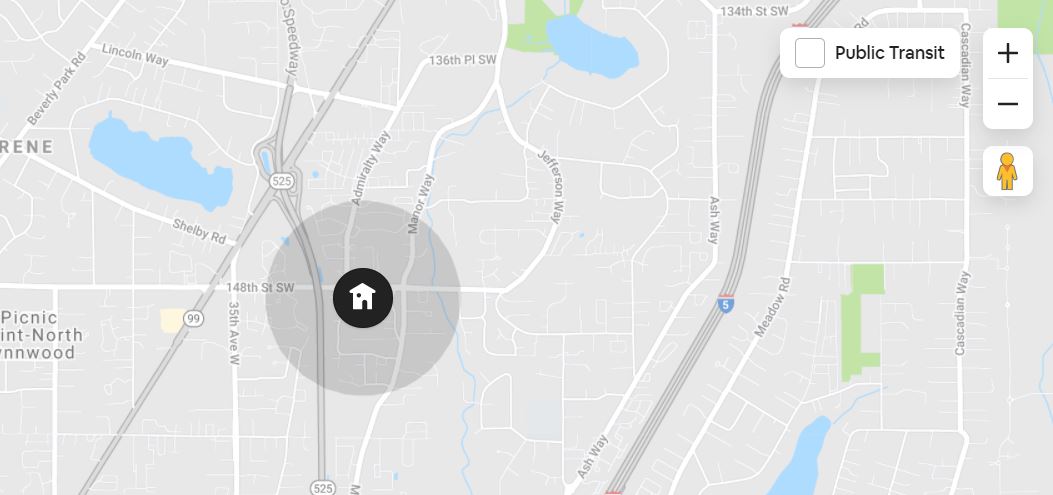 134th St SW
Public Transit
Cascadian Way
Lincoln Way
136th Pl SW
Beverly Park Rd
Speedway
Rd
RENE
525
Admiralty Way
Jefferson Way
Manor Way
Ash Way
Shelby Rd
148th St SW
35th Ave W
99
Picnic
int-North
nnwood
5
Meadow Rd
Cascadian Way
Ash Way
525
M